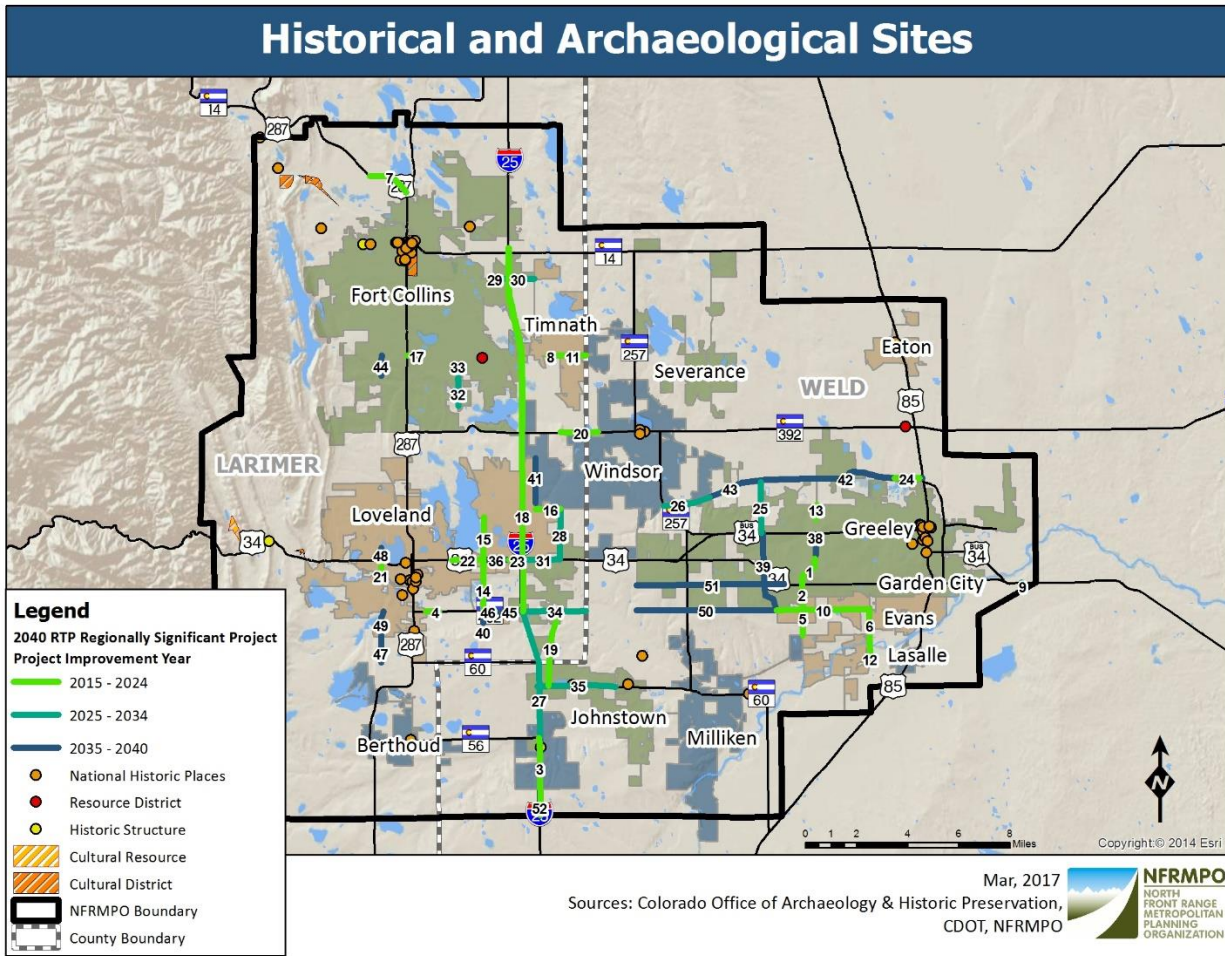 Historical and Archaeological Sites
14
287
25
7
287
14
29 30
Fort Collins
Timnath
257
Eaton
8 11
17
44
33
Severance
WELD
32
85
392
20
287
LARIMER
Windsor
41
43
42
24
26
16
Loveland
18
257
25
13
15
28
BUS
34
Greeley
34
25
38
48
22 36 23 31
34
39
BUS
34
21
51
34
1
Garden City
9
14
2
4
46 45
34
50
10
Evans
49
40
5
6
47
287
19
12
Lasalle
60
35
85
60
27
Johnstown
Berthoud
56
Milliken
3
52
N
0 2 4 6 8
Miles
Copyright:© 2014 Esri
Legend
2040 RTP Regionally Significant Project
Project Improvement Year
2015 - 2024
2025 - 2034
2035 - 2040
National Historic Places
Resource District
Historic Structure
Cultural Resource
Cultural District
NFRMPO Boundary
County Boundary
Mar, 2017
Sources: Colorado Office of Archaeology & Historic Preservation,
CDOT, NFRMPO
NFRMPO
NORTH
FRONT RANGE
METROPOLITAN
PLANNING
ORGANIZATION